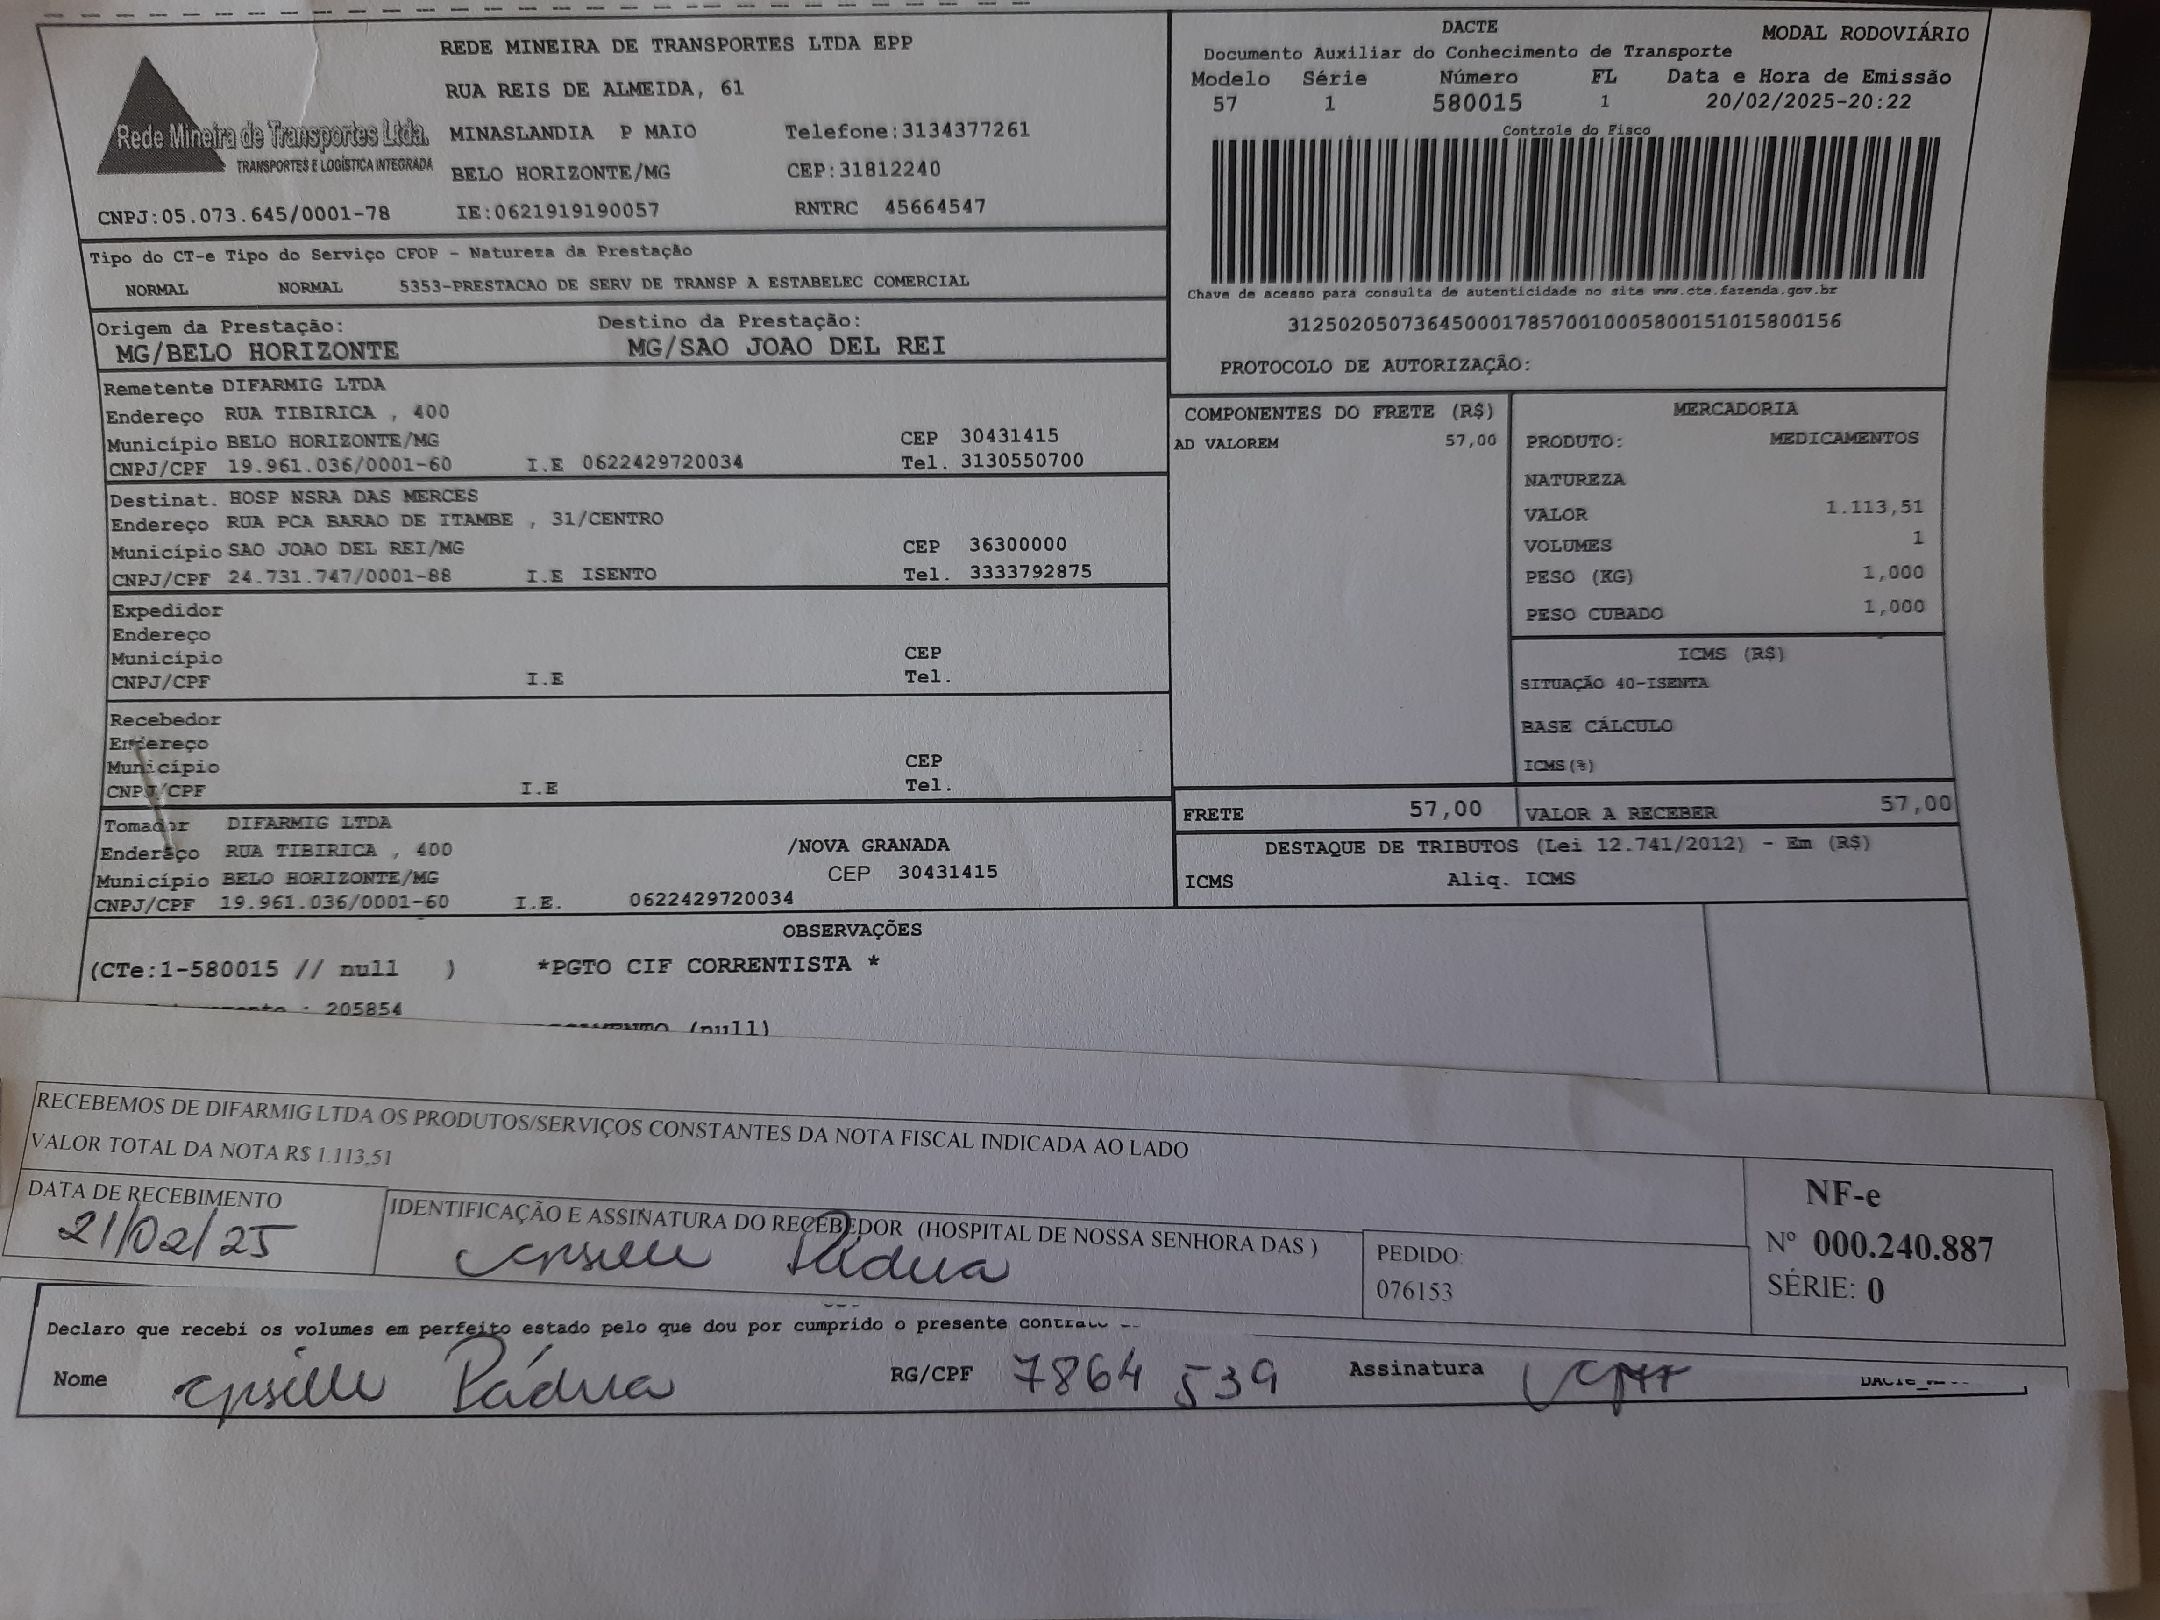 REDE MINEIRA DE TRANSPORTES LTDA EPP
RUA REIS DE ALMEIDA, 61
Rede Mineira de Transportes Ltda.
TRANSPORTES E LOGÍSTICA INTEGRADA
MINASLANDIA P MAIO Telefone:3134377261
BELO HORIZONTE/MG CEP:31812240
CNPJ:05.073.645/0001-78 IE:0621919190057 RNTRC 45664547
DACTE MODAL RODOVIÁRIO
Documento Auxiliar do Conhecimento de Transporte
Modelo Série Número FL Data e Hora de Emissão
57 1 580015 1 20/02/2025-20:22
Controle do Fisco
Chave de acesso para consulta de autenticidade no site www.cte.fazenda.gov.br
31250205073645000178570010005800151015800156
PROTOCOLO DE AUTORIZAÇÃO:
Tipo do CT-e Tipo do Serviço CFOP - Natureza da Prestação
NORMAL NORMAL 5353-PRESTACAO DE SERV DE TRANSP A ESTABELEC COMERCIAL
Origem da Prestação: Destino da Prestação:
MG/BELO HORIZONTE MG/SAO JOAO DEL REI
Remetente DIFARMIG LTDA
Endereço RUA TIBIRICA , 400
Município BELO HORIZONTE/MG CEP 30431415
CNPJ/CPF 19.961.036/0001-60 I.E 0622429720034 Tel. 3130550700
Destinat. HOSP NSRA DAS MERCES
Endereço RUA PCA BARAO DE ITAMBE , 31/CENTRO
Município SAO JOAO DEL REI/MG CEP 36300000
CNPJ/CPF 24.731.747/0001-88 I.E ISENTO Tel. 3333792875
Expedidor
Endereço
Município CEP
CNPJ/CPF I.E Tel.
Recebedor
Endereço
Município CEP
CNPJ/CPF I.E Tel.
Tomador DIFARMIG LTDA
Endereço RUA TIBIRICA , 400 /NOVA GRANADA
Município BELO HORIZONTE/MG CEP 30431415
CNPJ/CPF 19.961.036/0001-60 I.E. 0622429720034
COMPONENTES DO FRETE (R$)
AD VALOREM 57,00
MERCADORIA
PRODUTO: MEDICAMENTOS
NATUREZA
VALOR 1.113,51
VOLUMES 1
PESO (KG) 1,000
PESO CUBADO 1,000
ICMS (R$)
SITUAÇÃO 40-ISENTA
BASE CÁLCULO
ICMS(%)
FRETE 57,00 VALOR A RECEBER 57,00
DESTAQUE DE TRIBUTOS (Lei 12.741/2012) - Em (R$)
ICMS Aliq. ICMS
OBSERVAÇÕES
(CTe:1-580015 // null ) *PGTO CIF CORRENTISTA *
: 205854
(null)
RECEBEMOS DE DIFARMIG LTDA OS PRODUTOS/SERVIÇOS CONSTANTES DA NOTA FISCAL INDICADA AO LADO
VALOR TOTAL DA NOTA R$ 1.113,51
DATA DE RECEBIMENTO
21/02/25
IDENTIFICAÇÃO E ASSINATURA DO RECEBEDOR (HOSPITAL DE NOSSA SENHORA DAS )
Pádua
PEDIDO:
076153
NF-e
Nº 000.240.887
SÉRIE: 0
Declaro que recebi os volumes em perfeito estado pelo que dou por cumprido o presente
Nome Pádua RG/CPF 7864 539 Assinatura